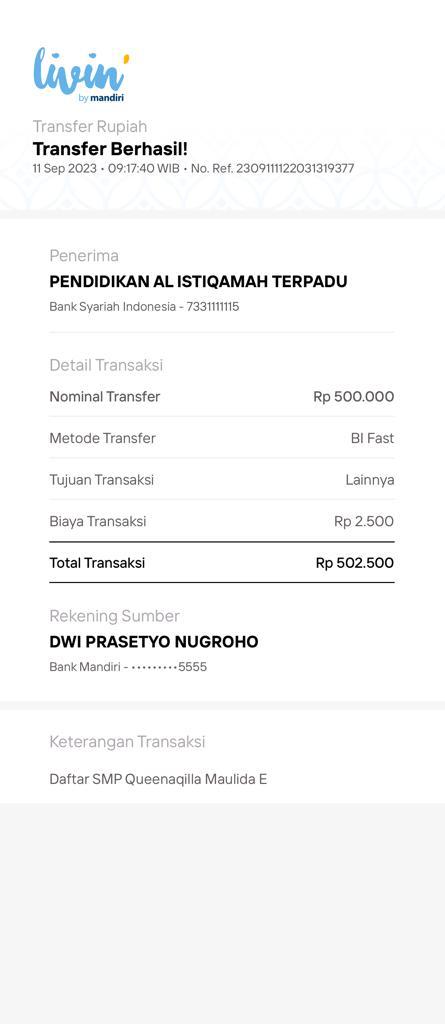 livin'
by mandiri
Transfer Rupiah
Transfer Berhasil!
11 Sep 2023 • 09:17:40 WIB • No. Ref. 2309111122031319377
Penerima
PENDIDIKAN AL ISTIQAMAH TERPADU
Bank Syariah Indonesia - 7331111115
Detail Transaksi
Nominal Transfer Rp 500.000
Metode Transfer BI Fast
Tujuan Transaksi Lainnya
Biaya Transaksi Rp 2.500
Total Transaksi Rp 502.500
Rekening Sumber
DWI PRASETYO NUGROHO
Bank Mandiri - •••••••••5555
Keterangan Transaksi
Daftar SMP Queenaqilla Maulida E